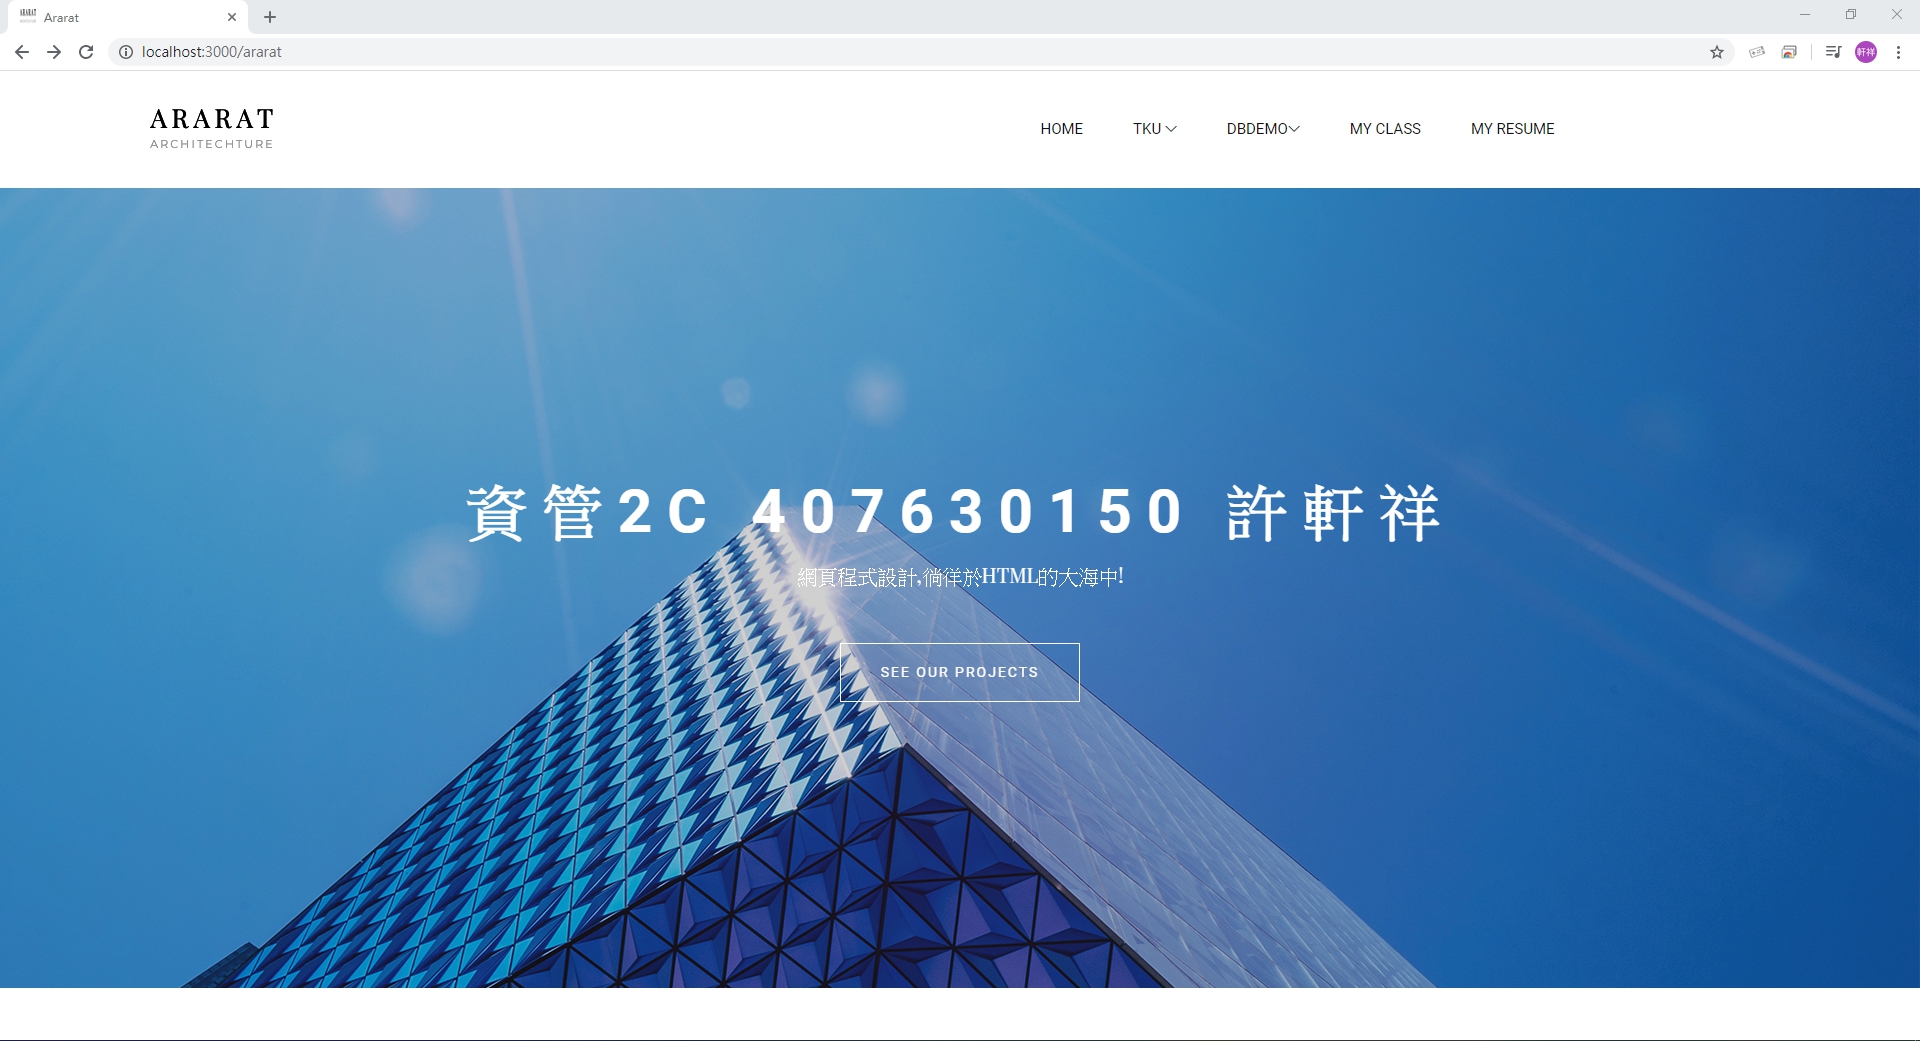 Ararat
localhost:3000/ararat
軒祥
ARARAT
ARCHITECHTURE
HOME
TKU
DBDEMO
MY CLASS
MY RESUME
資管2C 407630150 許軒祥
網頁程式設計,徜徉於HTML的大海中!
SEE OUR PROJECTS